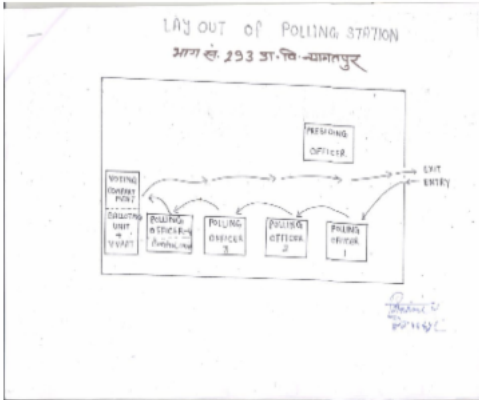 LAY OUT OF POLLING STATION
भाग सं. 293 प्रा. वि.
PRESIDING
OFFICER
EXIT
ENTRY
VOTING
COMPARTMENT
BALLOTING
UNIT
VVPAT
POLLING
OFFICER-4
POLLING
OFFICER
3
POLLING
OFFICER
2
POLLING
OFFICER
1